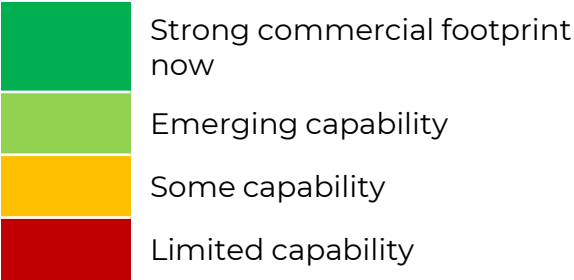 Strong commercial footprint
now
Emerging capability
Some capability
Limited capability